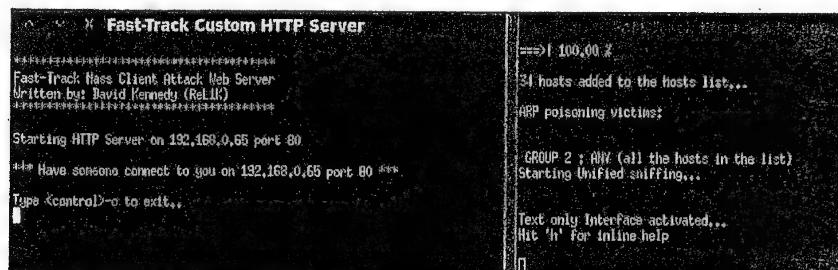 X Fast-Track Custom HTTP Server
*********************************
Fast-Track Mass Client Attack Web Server
Written by: David Kennedy (ReL1K)
*********************************
Starting HTTP Server on 192.168.0.65 port 80
*** Have someone connect to you on 192.168.0.65 port 80 ***
Type <control>-c to exit..
===>| 100.00 %
hosts added to the hosts list...
ARP poisoning victims:
GROUP 2 : ANY (all the hosts in the list)
Starting Unified sniffing...
Text only Interface activated...
Hit 'h' for inline help